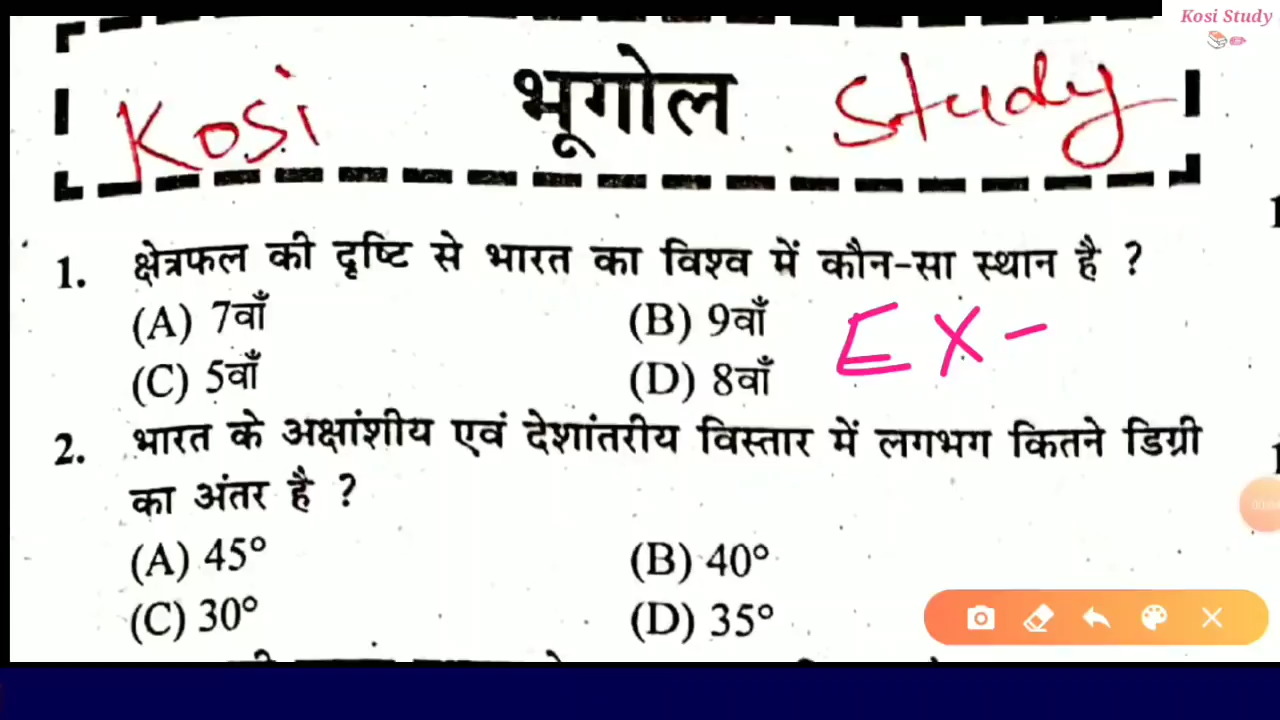 Kosi Study
Kosi भूगोल Study
1. क्षेत्रफल की दृष्टि से भारत का विश्व में कौन-सा स्थान है ?
(A) 7वाँ (B) 9वाँ
(C) 5वाँ (D) 8वाँ
EX-
2. भारत के अक्षांशीय एवं देशांतरीय विस्तार में लगभग कितने डिग्री
का अंतर है ?
(A) 45° (B) 40°
(C) 30° (D) 35°